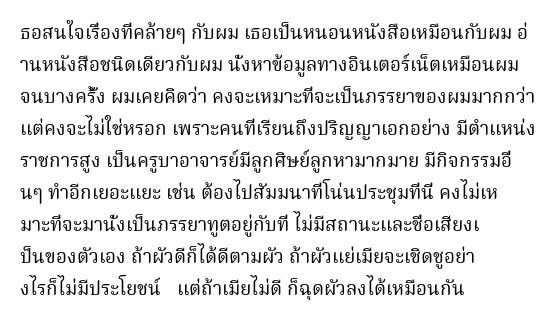 ธอสนใจเรื่องที่คล้ายๆ กับผม เธอเป็นหนอนหนังสือเหมือนกับผม อ่
านหนังสือชนิดเดียวกับผม นั่งหาข้อมูลทางอินเตอร์เน็ตเหมือนผม
จนบางครั้ง ผมเคยคิดว่า คงจะเหมาะที่จะเป็นภรรยาของผมมากกว่า
แต่คงจะไม่ใช่หรอก เพราะคนที่เรียนถึงปริญญาเอกอย่าง มีตำแหน่ง
ราชการสูง เป็นครูบาอาจารย์มีลูกศิษย์ลูกหามากมาย มีกิจกรรมอื่
นๆ ทำอีกเยอะแยะ เช่น ต้องไปสัมมนาที่โน่นประชุมที่นี่ คงไม่เห
มาะที่จะมานั่งเป็นภรรยาทูตอยู่กับที่ ไม่มีสถานะและชื่อเสียงเ
ป็นของตัวเอง ถ้าผัวดีก็ได้ดีตามผัว ถ้าผัวแย่เมียจะเชิดชูอย่า
งไรก็ไม่มีประโยชน์   แต่ถ้าเมียไม่ดี ก็ฉุดผัวลงได้เหมือนกัน